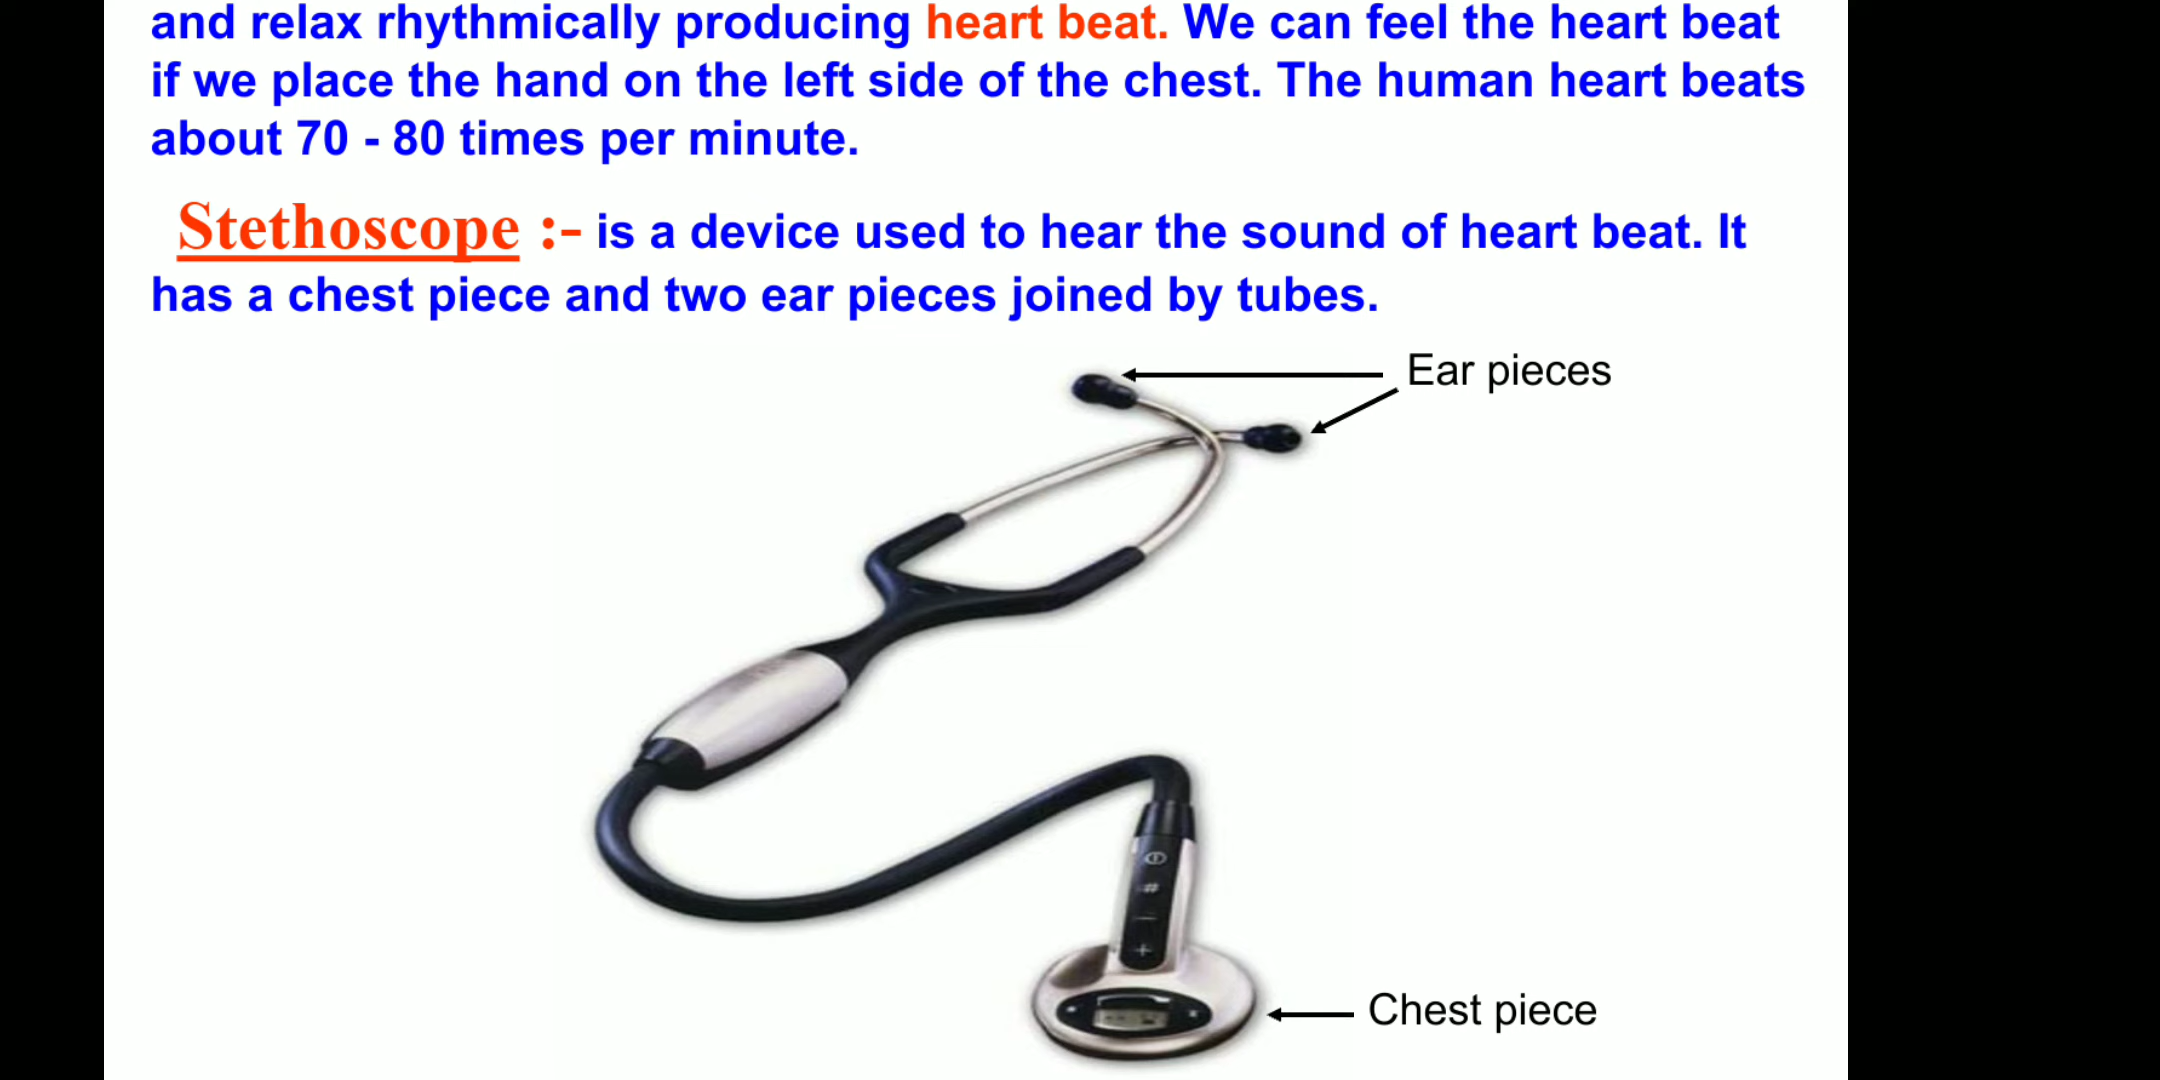 and relax rhythmically producing heart beat. We can feel the heart beat
if we place the hand on the left side of the chest. The human heart beats
about 70 - 80 times per minute.
Stethoscope :- is a device used to hear the sound of heart beat. It
has a chest piece and two ear pieces joined by tubes.
Ear pieces
Chest piece